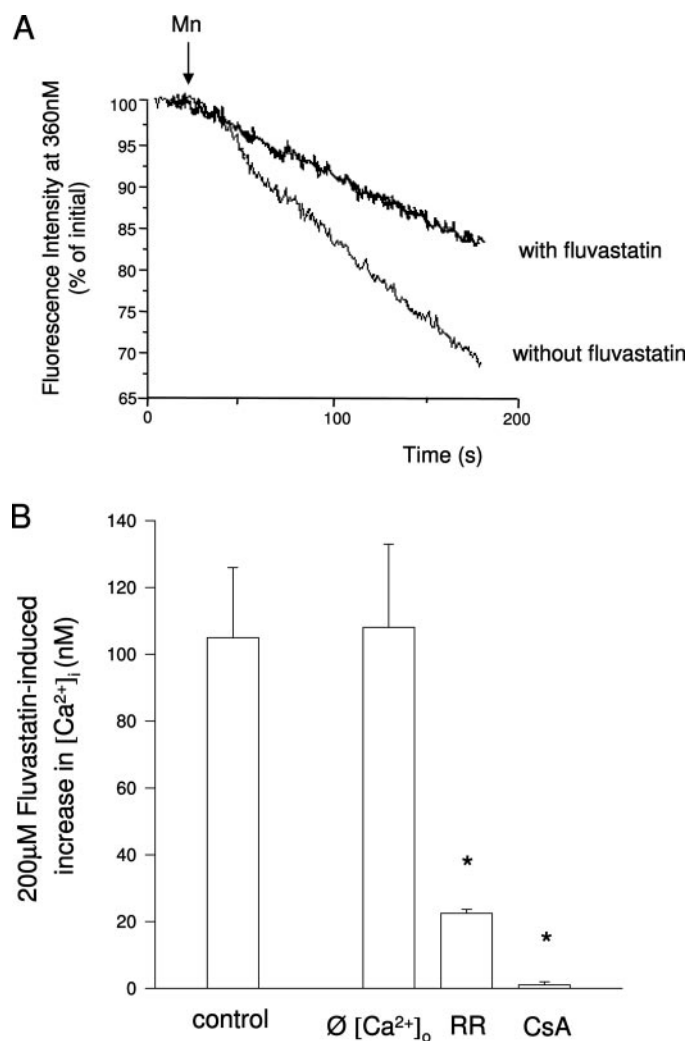 A
Mn
Fluorescence Intensity at 360nM
(% of initial)
100
95
90
85
80
75
70
65
0
100
200
Time (s)
with fluvastatin
without fluvastatin
B
200µM Fluvastatin-induced
increase in [Ca²⁺]ᵢ (nM)
140
120
100
80
60
40
20
0
*
*
control
Ø [Ca²⁺]ₒ
RR
CsA